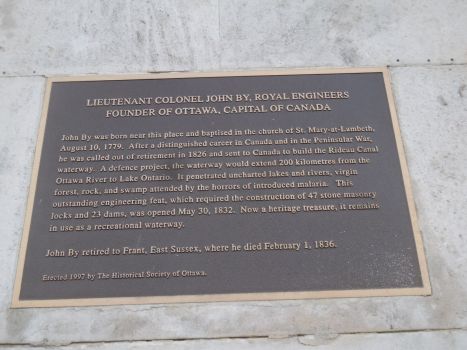 LIEUTENANT COLONEL JOHN BY, ROYAL ENGINEERS
FOUNDER OF OTTAWA, CAPITAL OF CANADA
John By was born near this place and baptised in the church of St. Mary-at-Lambeth,
August 10, 1779. After a distinguished career in Canada and in the Peninsular War,
he was called out of retirement in 1826 and sent to Canada to build the Rideau Canal
waterway. A defence project, the waterway would extend 200 kilometres from the
Ottawa River to Lake Ontario. It penetrated uncharted lakes and rivers, virgin
forest, rock, and swamp attended by the horrors of introduced malaria. This
outstanding engineering feat, which required the construction of 47 stone masonry
locks and 23 dams, was opened May 30, 1832. Now a heritage treasure, it remains
in use as a recreational waterway.
John By retired to Frant, East Sussex, where he died February 1, 1836.
Erected 1997 by The Historical Society of Ottawa.